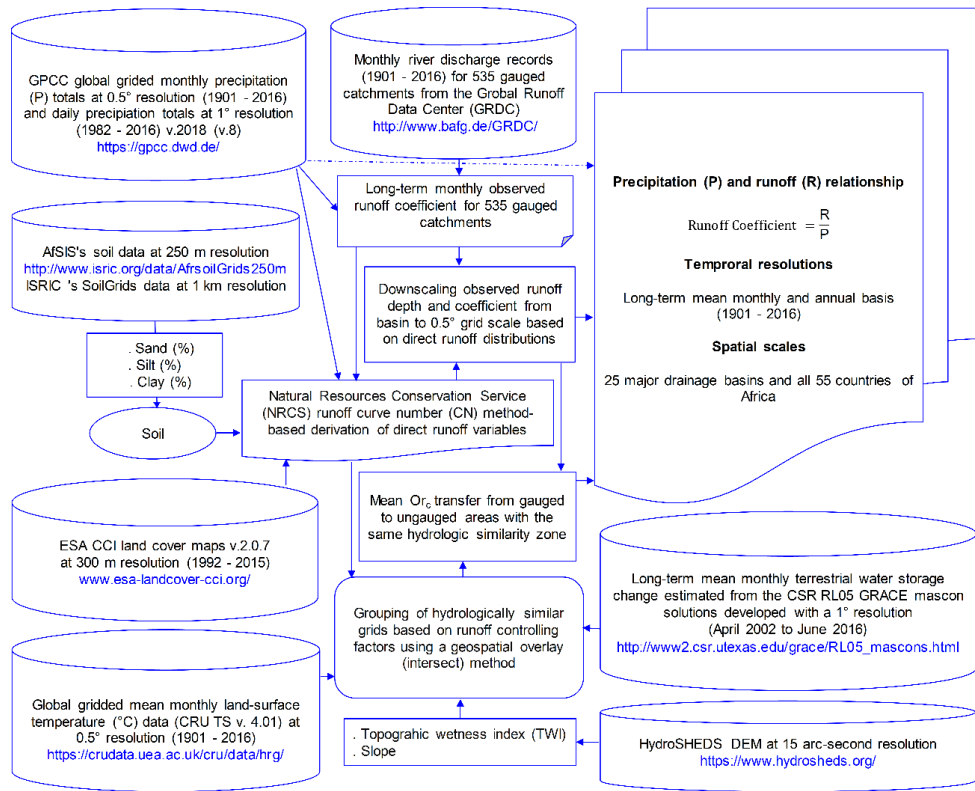 GPCC global grided monthly precipitation
(P) totals at 0.5° resolution (1901 - 2016)
and daily precipiation totals at 1° resolution
(1982 - 2016) v.2018 (v.8)
https://gpcc.dwd.de/
Monthly river discharge records
(1901 - 2016) for 535 gauged
catchments from the Grobal Runoff
Data Center (GRDC)
http://www.bafg.de/GRDC/
Long-term monthly observed
runoff coefficient for 535 gauged
catchments
Precipitation (P) and runoff (R) relationship
Runoff Coefficient = R
P
Temproral resolutions
Long-term mean monthly and annual basis
(1901 - 2016)
Spatial scales
25 major drainage basins and all 55 countries of
Africa
AfSIS's soil data at 250 m resolution
http://www.isric.org/data/AfrsoilGrids250m
ISRIC 's SoilGrids data at 1 km resolution
Downscaling observed runoff
depth and coefficient from
basin to 0.5° grid scale based
on direct runoff distributions
. Sand (%)
. Silt (%)
. Clay (%)
Soil
Natural Resources Conservation Service
(NRCS) runoff curve number (CN) method-
based derivation of direct runoff variables
Mean Orc transfer from gauged
to ungauged areas with the
same hydrologic similarity zone
ESA CCI land cover maps v.2.0.7
at 300 m resolution (1992 - 2015)
www.esa-landcover-cci.org/
Grouping of hydrologically similar
grids based on runoff controlling
factors using a geospatial overlay
(intersect) method
Long-term mean monthly terrestrial water storage
change estimated from the CSR RL05 GRACE mascon
solutions developed with a 1° resolution
(April 2002 to June 2016)
http://www2.csr.utexas.edu/grace/RL05_mascons.html
Global gridded mean monthly land-surface
temperature (°C) data (CRU TS v. 4.01) at
0.5° resolution (1901 - 2016)
https://crudata.uea.ac.uk/cru/data/hrg/
. Topograhic wetness index (TWI)
. Slope
HydroSHEDS DEM at 15 arc-second resolution
https://www.hydrosheds.org/